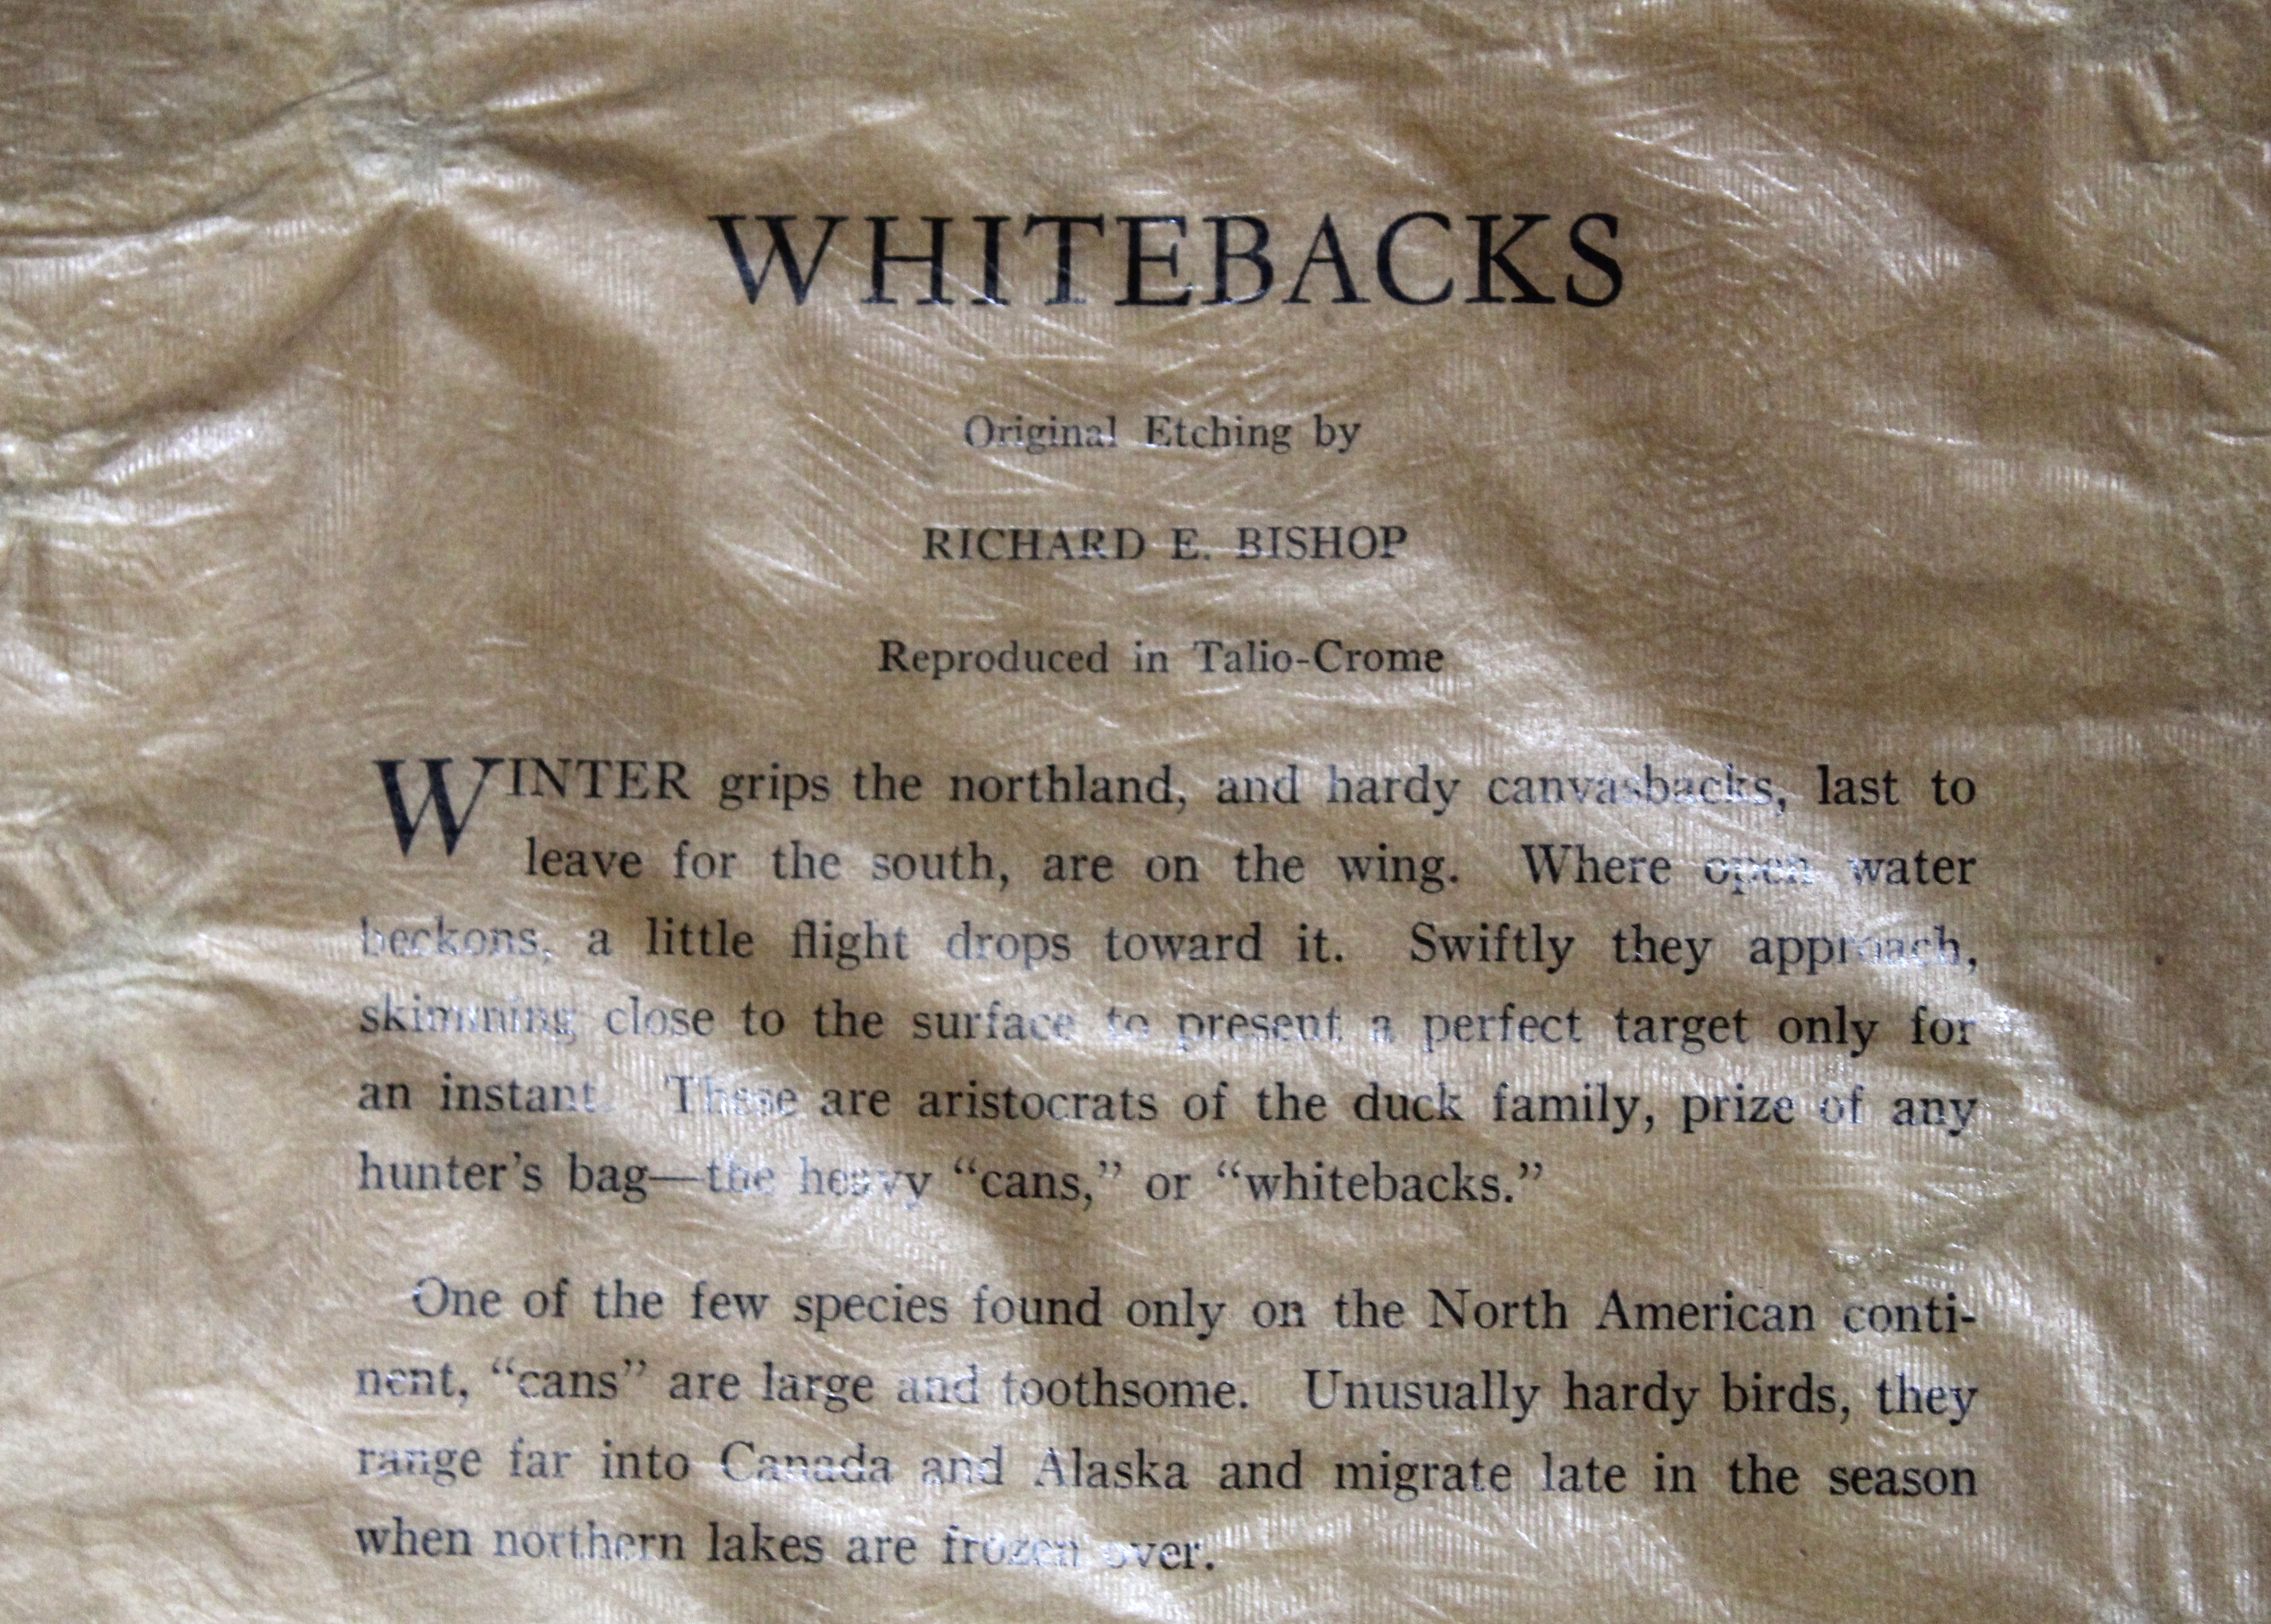 WHITEBACKS
Original Etching by
RICHARD E. BISHOP
Reproduced in Talio-Crome
WINTER grips the northland, and hardy canvasbacks, last to
leave for the south, are on the wing. Where open water
beckons, a little flight drops toward it. Swiftly they approach,
skimming close to the surface to present a perfect target only for
an instant. These are aristocrats of the duck family, prize of any
hunter's bag—the heavy “cans,” or “whitebacks.”
One of the few species found only on the North American conti-
nent, “cans” are large and toothsome. Unusually hardy birds, they
range far into Canada and Alaska and migrate late in the season
when northern lakes are frozen over.